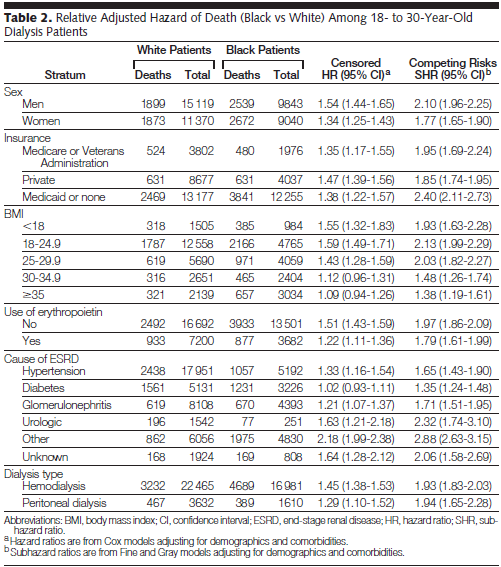 Table 2. Relative Adjusted Hazard of Death (Black vs White) Among 18- to 30-Year-Old
Dialysis Patients
White Patients Black Patients
Censored Competing Risks
Stratum Deaths Total Deaths Total HR (95% CI)a SHR (95% CI)b
Sex
Men 1899 15 119 2539 9843 1.54 (1.44-1.65) 2.10 (1.96-2.25)
Women 1873 11 370 2672 9040 1.34 (1.25-1.43) 1.77 (1.65-1.90)
Insurance
Medicare or Veterans 524 3802 480 1976 1.35 (1.17-1.55) 1.95 (1.69-2.24)
Administration
Private 631 8677 631 4037 1.47 (1.39-1.56) 1.85 (1.74-1.95)
Medicaid or none 2469 13 177 3841 12 255 1.38 (1.22-1.57) 2.40 (2.11-2.73)
BMI
<18 318 1505 385 984 1.55 (1.32-1.83) 1.93 (1.63-2.28)
18-24.9 1787 12 558 2166 4765 1.59 (1.49-1.71) 2.13 (1.99-2.29)
25-29.9 619 5690 971 4059 1.43 (1.28-1.59) 2.03 (1.82-2.27)
30-34.9 316 2651 465 2404 1.12 (0.96-1.31) 1.48 (1.26-1.74)
≥35 321 2139 657 3034 1.09 (0.94-1.26) 1.38 (1.19-1.61)
Use of erythropoietin
No 2492 16 692 3933 13 501 1.51 (1.43-1.59) 1.97 (1.86-2.09)
Yes 933 7200 877 3682 1.22 (1.11-1.36) 1.79 (1.61-1.99)
Cause of ESRD
Hypertension 2438 17 951 1057 5192 1.33 (1.16-1.54) 1.65 (1.43-1.90)
Diabetes 1561 5131 1231 3226 1.02 (0.93-1.11) 1.35 (1.24-1.48)
Glomerulonephritis 619 8108 670 4393 1.21 (1.07-1.37) 1.71 (1.51-1.95)
Urologic 196 1542 77 251 1.63 (1.21-2.18) 2.32 (1.74-3.10)
Other 862 6056 1975 4830 2.18 (1.99-2.38) 2.88 (2.63-3.15)
Unknown 168 1924 169 808 1.64 (1.28-2.12) 2.06 (1.58-2.69)
Dialysis type
Hemodialysis 3232 22 465 4689 16 981 1.45 (1.38-1.53) 1.93 (1.83-2.03)
Peritoneal dialysis 467 3632 389 1610 1.29 (1.10-1.52) 1.94 (1.65-2.28)
Abbreviations: BMI, body mass index; CI, confidence interval; ESRD, end-stage renal disease; HR, hazard ratio; SHR, sub-
hazard ratio.
a Hazard ratios are from Cox models adjusting for demographics and comorbidities.
b Subhazard ratios are from Fine and Gray models adjusting for demographics and comorbidities.